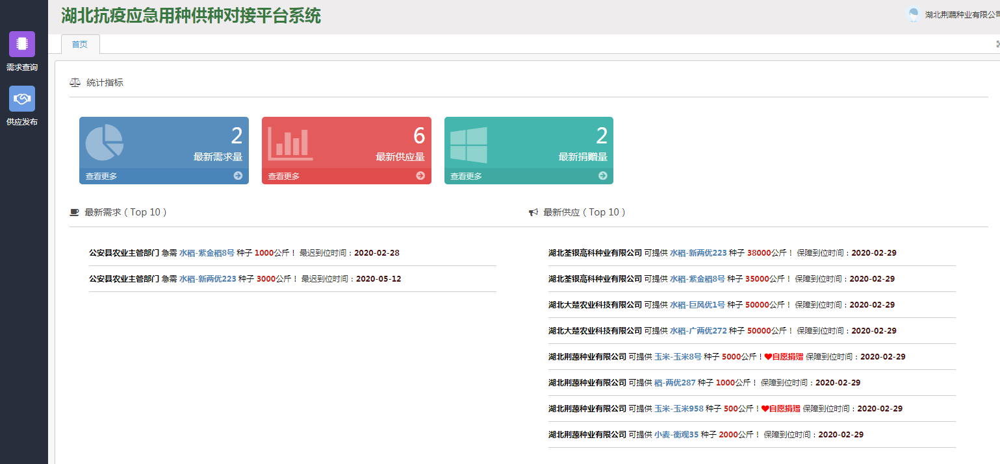 湖北抗疫应急用种供种对接平台系统
湖北荆蔬种业有限公司
首页
需求查询
供应发布
统计指标
2
最新需求量
查看更多
6
最新供应量
查看更多
2
最新捐赠量
查看更多
最新需求 ( Top 10 )
公安县农业主管部门 急需 水稻-紫金稻8号 种子 1000公斤！ 最迟到位时间：2020-02-28
公安县农业主管部门 急需 水稻-新两优223 种子 3000公斤！ 最迟到位时间：2020-05-12
最新供应 ( Top 10 )
湖北荃银高科种业有限公司 可提供 水稻-新两优223 种子 38000公斤！ 保障到位时间：2020-02-29
湖北荃银高科种业有限公司 可提供 水稻-紫金稻8号 种子 35000公斤！ 保障到位时间：2020-02-29
湖北大楚农业科技有限公司 可提供 水稻-巨风优1号 种子 50000公斤！ 保障到位时间：2020-02-29
湖北大楚农业科技有限公司 可提供 水稻-广两优272 种子 50000公斤！ 保障到位时间：2020-02-29
湖北荆蔬种业有限公司 可提供 玉米-玉米8号 种子 5000公斤！❤自愿捐赠 保障到位时间：2020-02-29
湖北荆蔬种业有限公司 可提供 稻-两优287 种子 1000公斤！ 保障到位时间：2020-02-29
湖北荆蔬种业有限公司 可提供 玉米-玉米958 种子 500公斤！❤自愿捐赠 保障到位时间：2020-02-29
湖北荆蔬种业有限公司 可提供 小麦-衡观35 种子 2000公斤！ 保障到位时间：2020-02-29